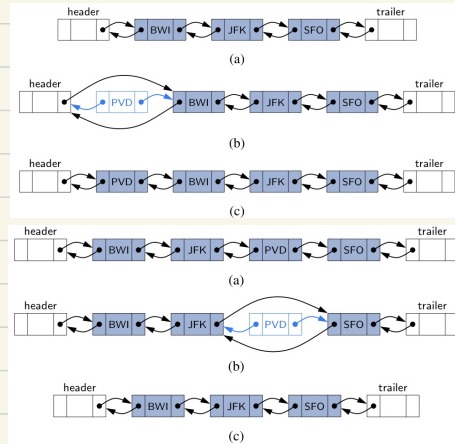 header trailer
BWI JFK SFO
(a)
header trailer
PVD BWI JFK SFO
(b)
header trailer
PVD BWI JFK SFO
(c)
header trailer
BWI JFK PVD SFO
(a)
header trailer
BWI JFK PVD SFO
(b)
header trailer
BWI JFK SFO
(c)